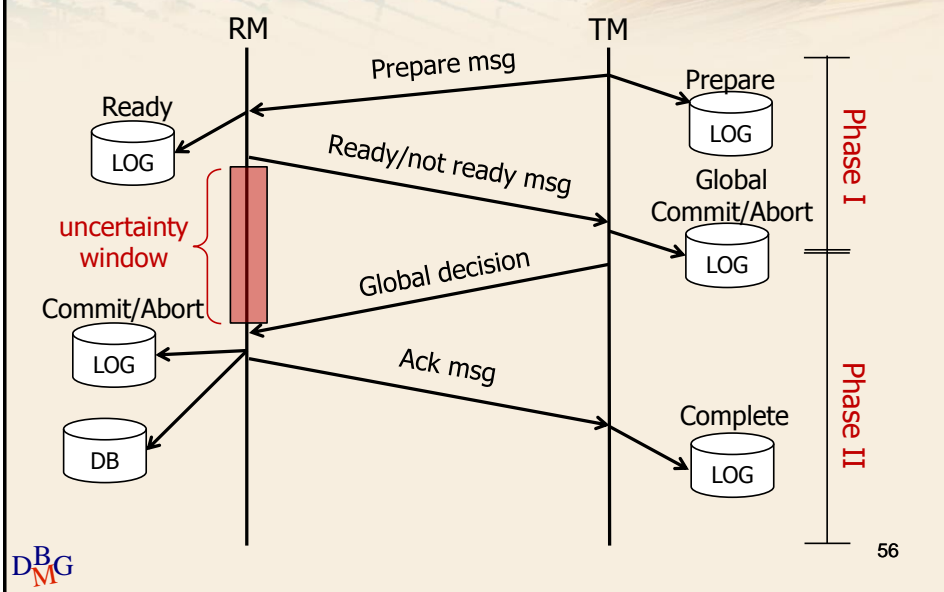 RM
TM
Prepare msg
Prepare
LOG
Ready
LOG
Phase I
Ready/not ready msg
Global
Commit/Abort
LOG
uncertainty
window
Global decision
Commit/Abort
LOG
Ack msg
Phase II
DB
Complete
LOG
DBMG
56